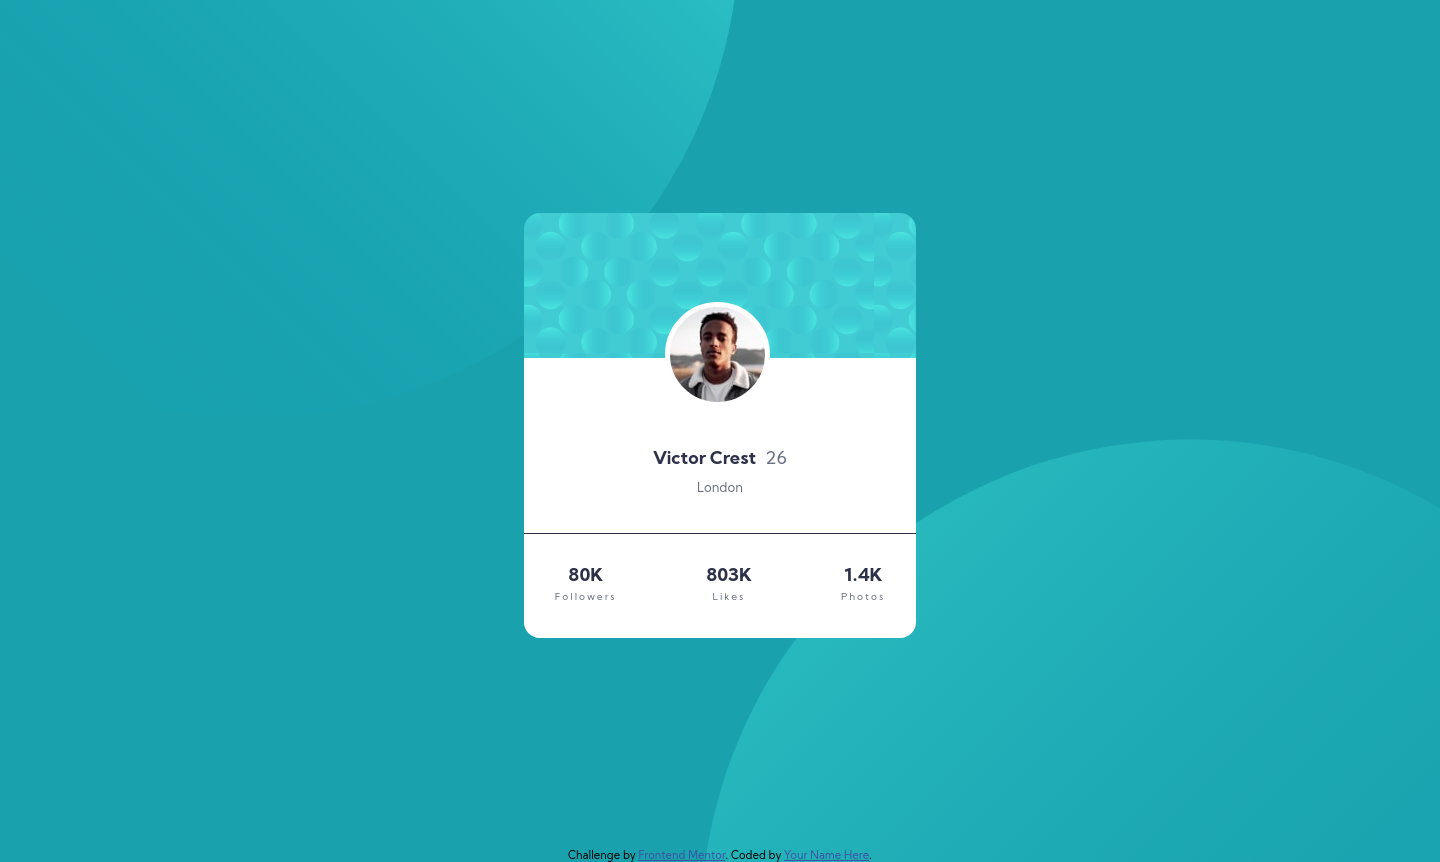 Victor Crest 26
London
80K 803K 1.4K
Followers Likes Photos
Challenge by Frontend Mentor. Coded by Your Name Here.